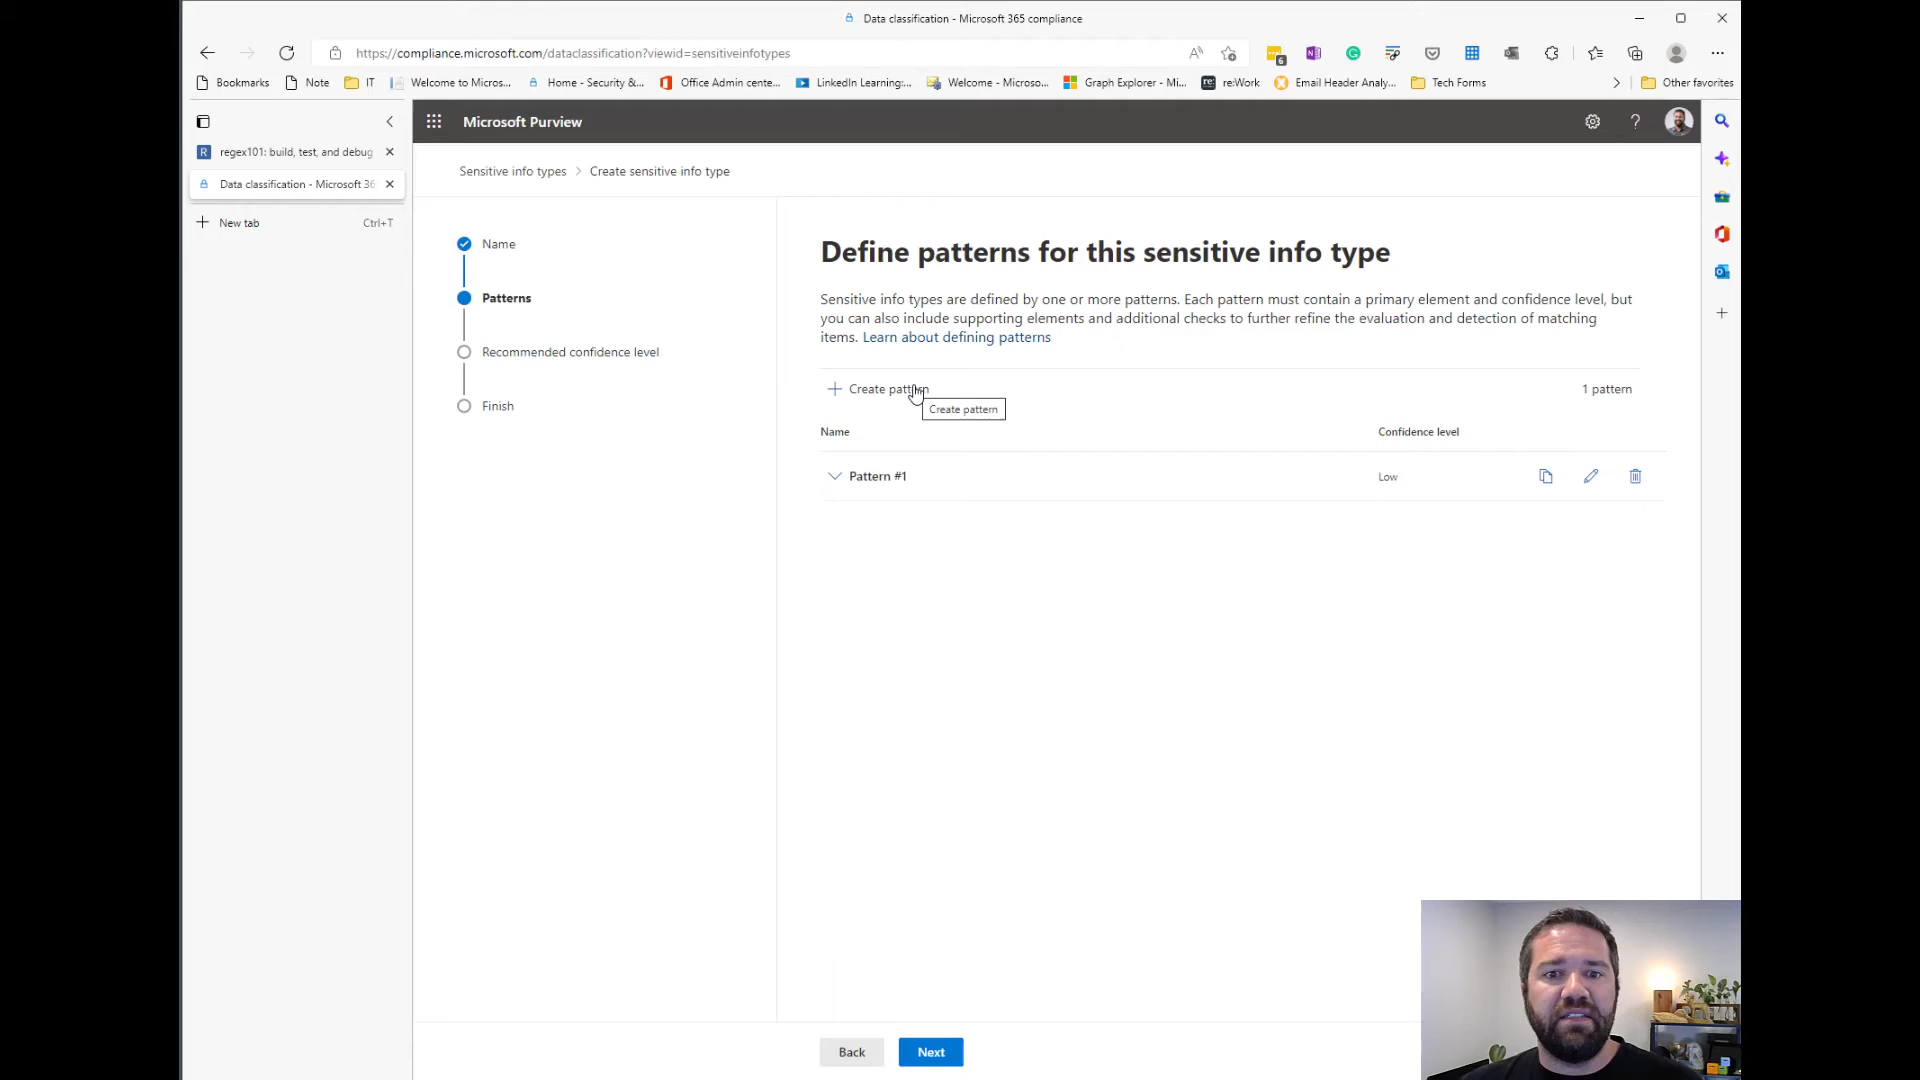 Data classification - Microsoft 365 compliance
https://compliance.microsoft.com/dataclassification?viewid=sensitiveinfotypes
6
Bookmarks
Note
IT
Welcome to Micros...
Home - Security &...
Office Admin cente...
LinkedIn Learning:...
Welcome - Microso...
Graph Explorer - Mi...
re:
re:Work
Email Header Analy...
Tech Forms
Other favorites
R
regex101: build, test, and debug
Data classification - Microsoft 36
New tab
Ctrl+T
Microsoft Purview
?
Sensitive info types > Create sensitive info type
Name
Patterns
Recommended confidence level
Finish
Define patterns for this sensitive info type
Sensitive info types are defined by one or more patterns. Each pattern must contain a primary element and confidence level, but
you can also include supporting elements and additional checks to further refine the evaluation and detection of matching
items. Learn about defining patterns
Create pattern
1 pattern
Create pattern
Name
Confidence level
Pattern #1
Low
Back
Next